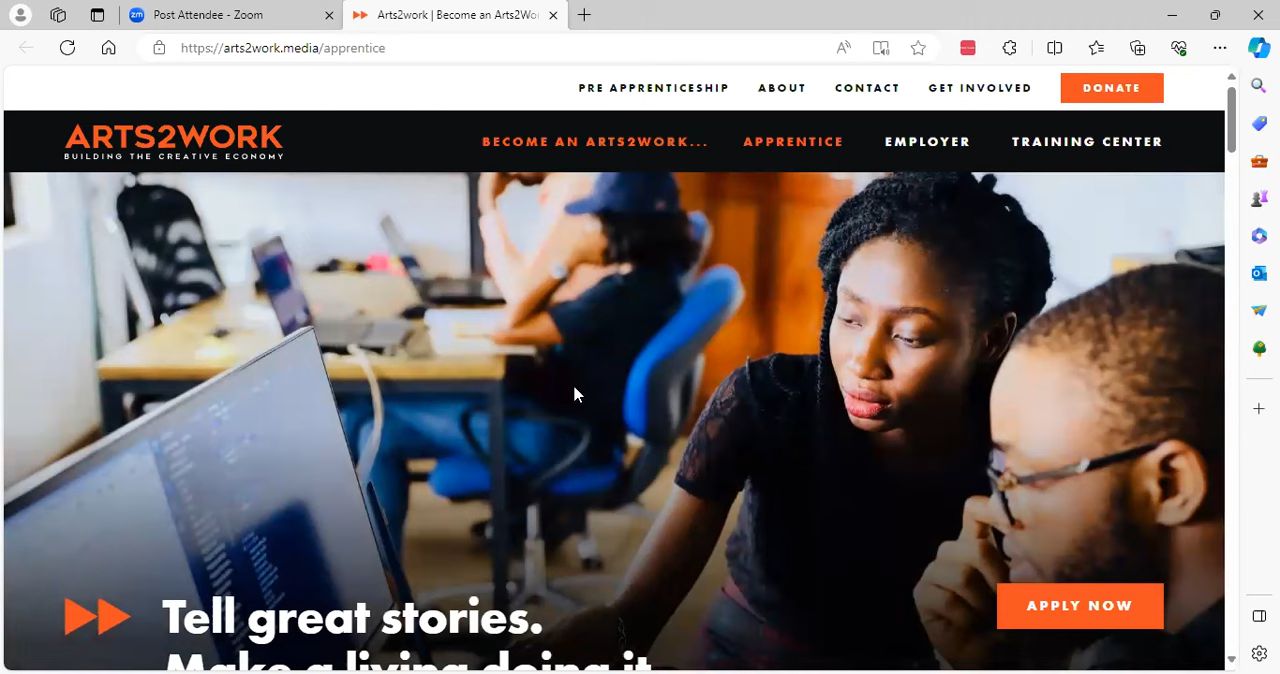 Post Attendee - Zoom
Arts2work | Become an Arts2Wo
https://arts2work.media/apprentice
PRE APPRENTICESHIP ABOUT CONTACT GET INVOLVED DONATE
ARTS2WORK
BUILDING THE CREATIVE ECONOMY
BECOME AN ARTS2WORK... APPRENTICE EMPLOYER TRAINING CENTER
Tell great stories.
APPLY NOW
Make a living doing it